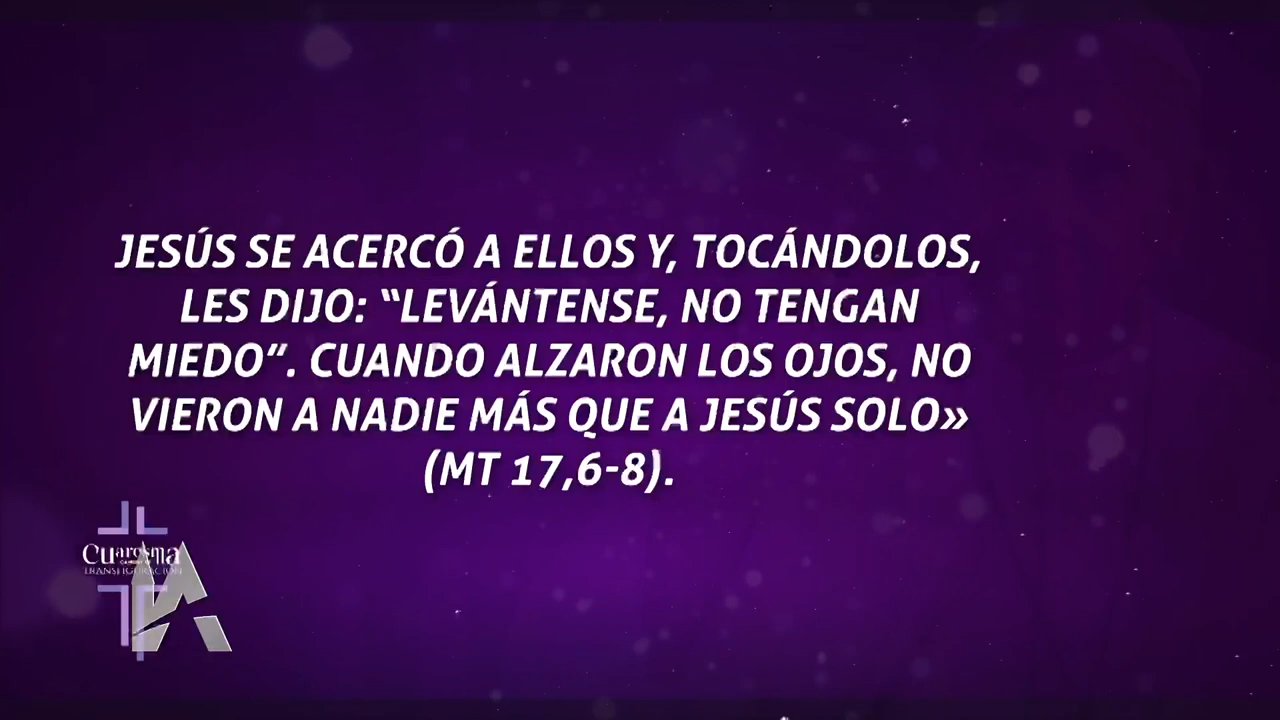 JESÚS SE ACERCÓ A ELLOS Y, TOCÁNDOLOS,
LES DIJO: “LEVÁNTENSE, NO TENGAN
MIEDO”. CUANDO ALZARON LOS OJOS, NO
VIERON A NADIE MÁS QUE A JESÚS SOLO»
(MT 17,6-8).
Cuaresma
TRANSFIGURACIÓN